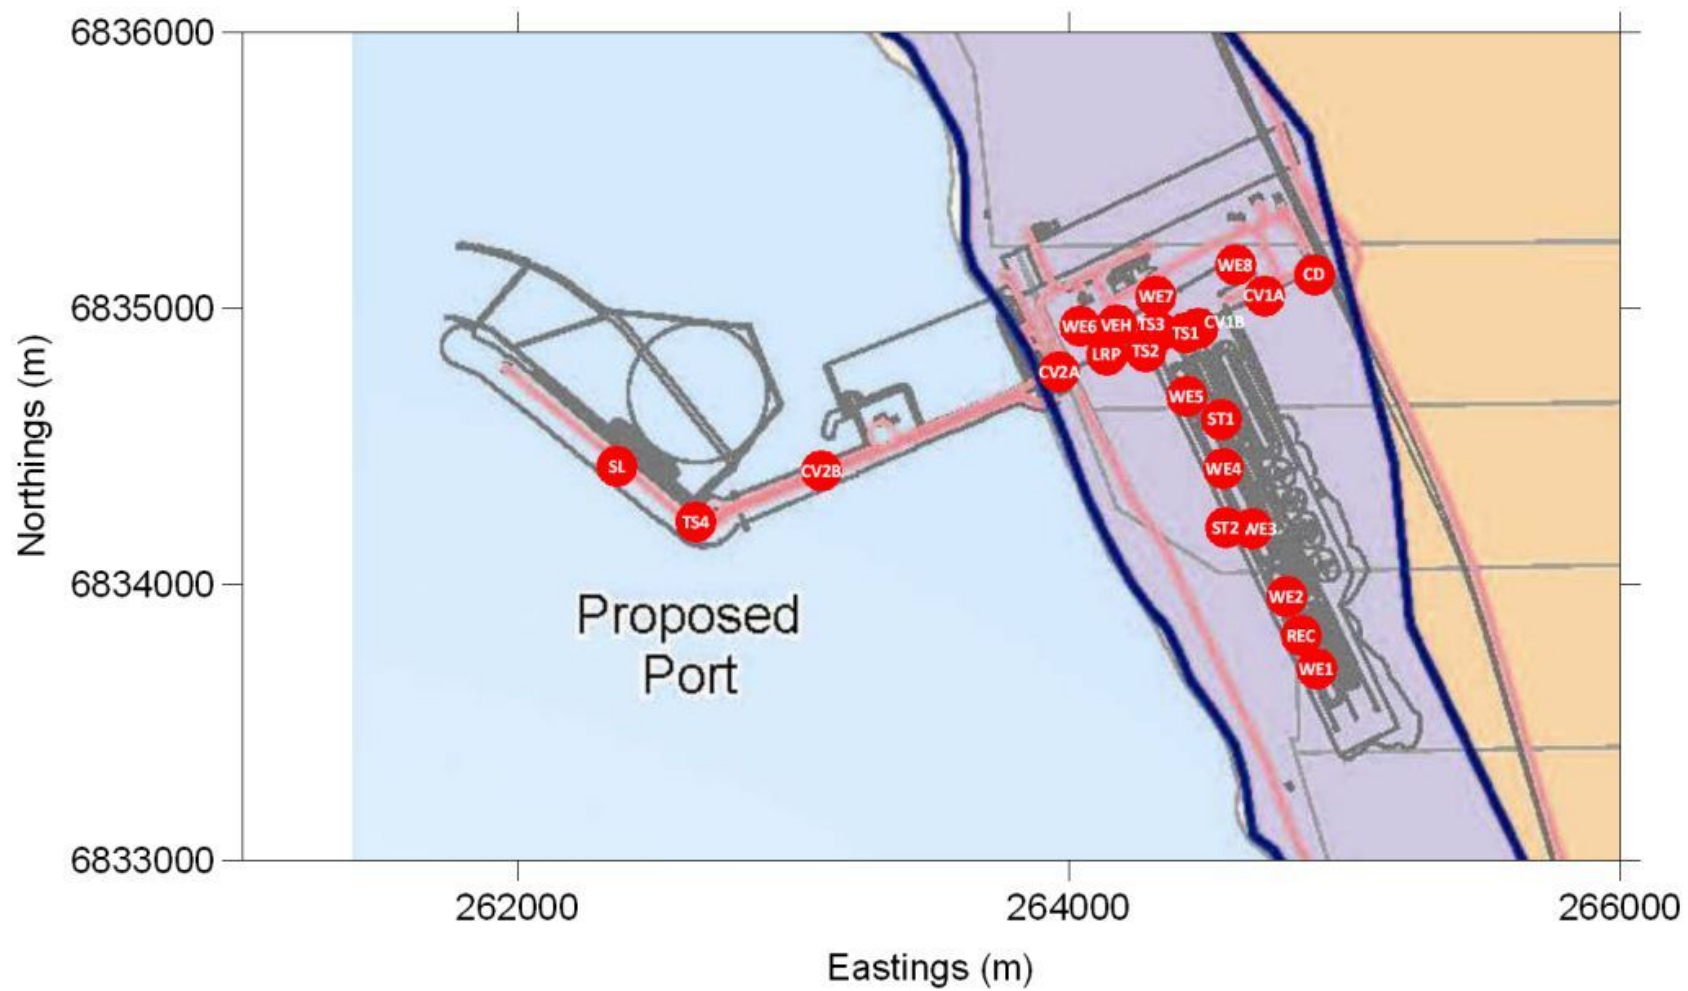 6836000
6835000
6834000
6833000
Northings (m)
WE8
CD
CV1A
WE7
WE6
VEH
TS3
TS1
CV1B
LRP
TS2
CV2A
WE5
ST1
SL
CV2B
WE4
TS4
ST2
WE3
Proposed
Port
WE2
REC
WE1
262000
264000
266000
Eastings (m)